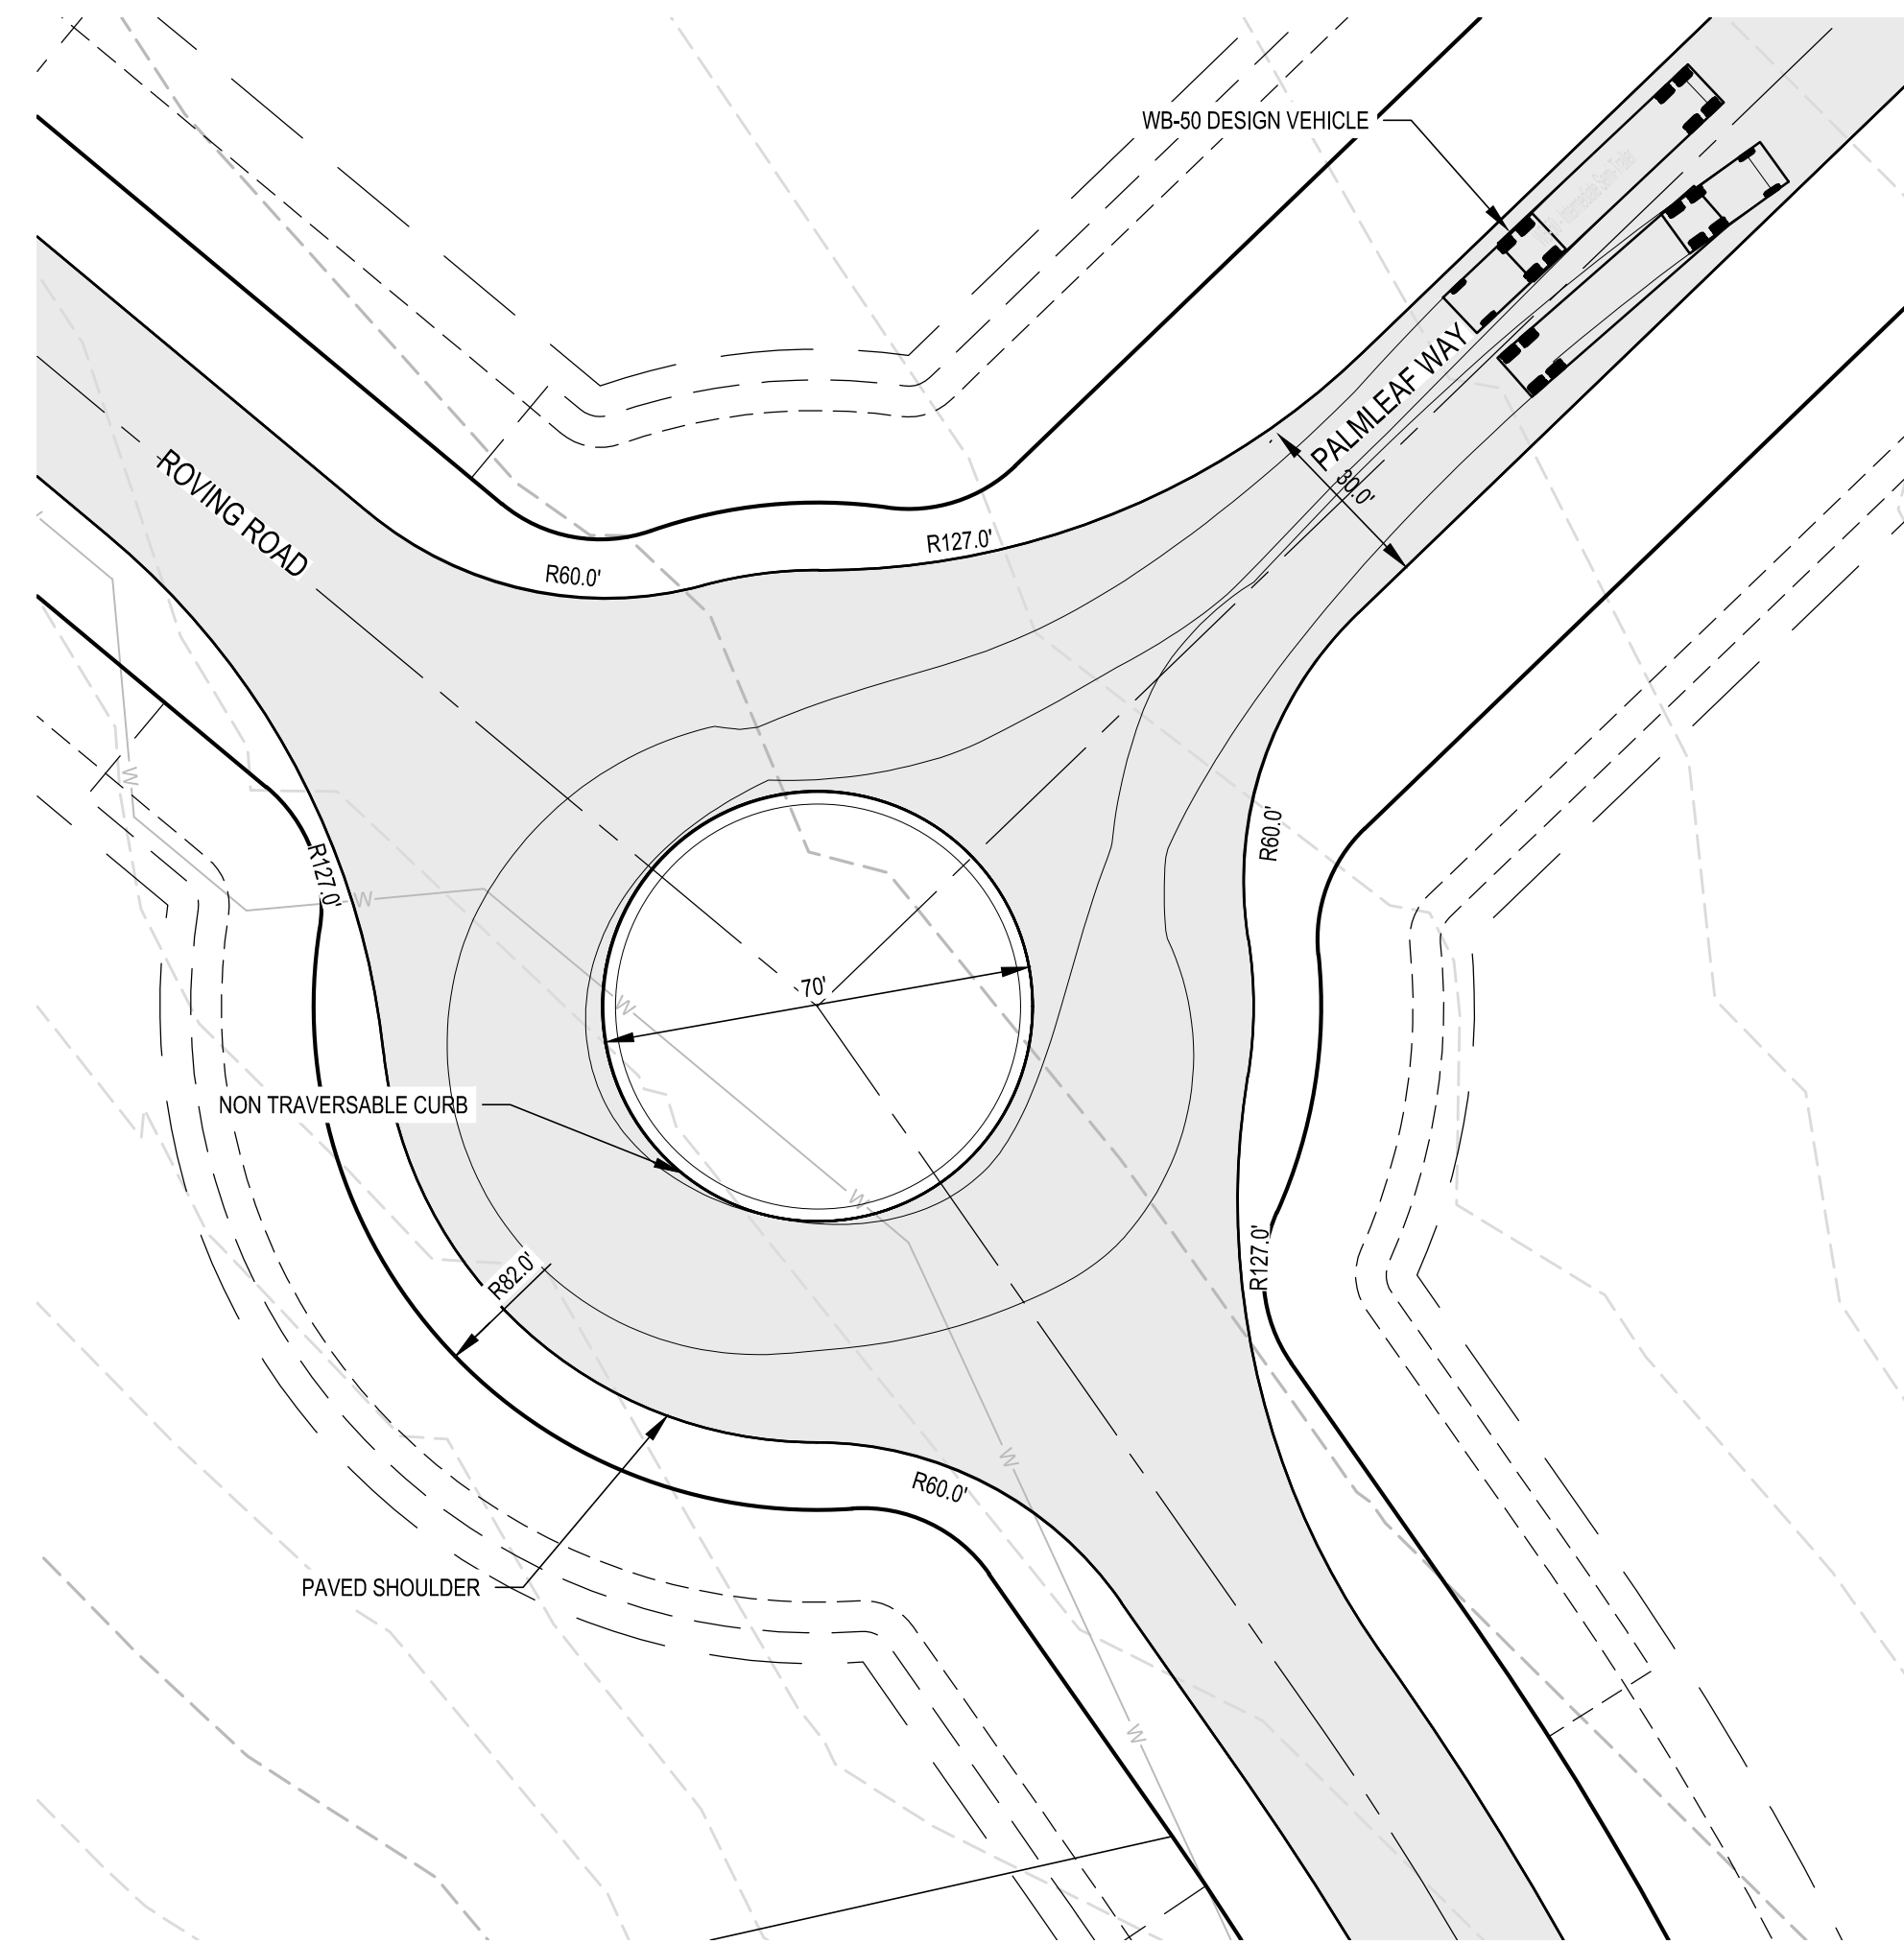 WB-50 DESIGN VEHICLE
PALMLEAF WAY
30.0'
ROVING ROAD
R127.0'
R60.0'
W
R60.0'
R127.0'
W
70'
W
NON TRAVERSABLE CURB
W
R127.0'
R82.0'
W
R60.0'
PAVED SHOULDER
W